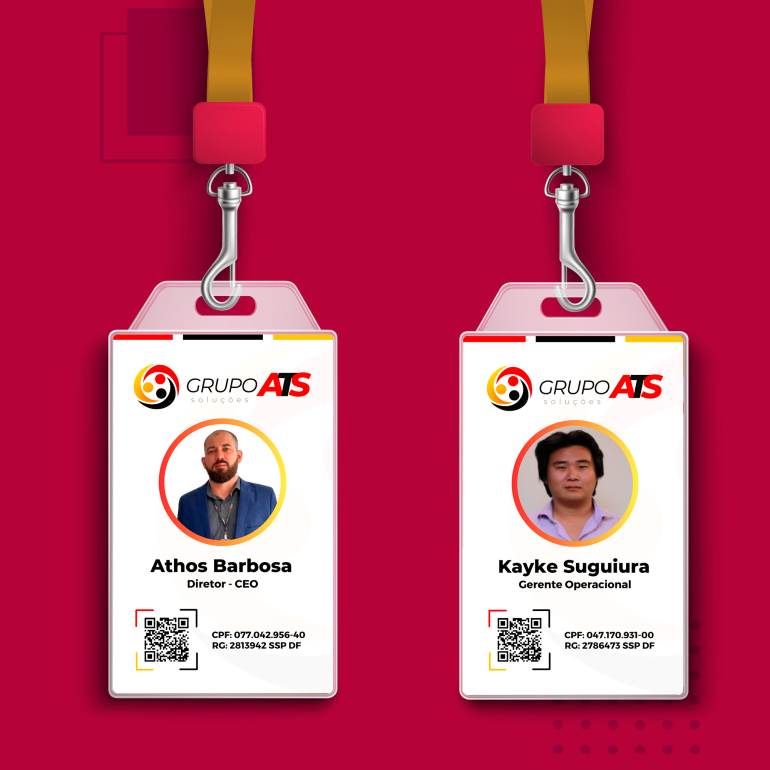 GRUPO ATS
soluções
Athos Barbosa
Diretor - CEO
CPF: 077.042.956-40
RG: 2813942 SSP DF
GRUPO ATS
soluções
Kayke Suguiura
Gerente Operacional
CPF: 047.170.931-00
RG: 2786473 SSP DF